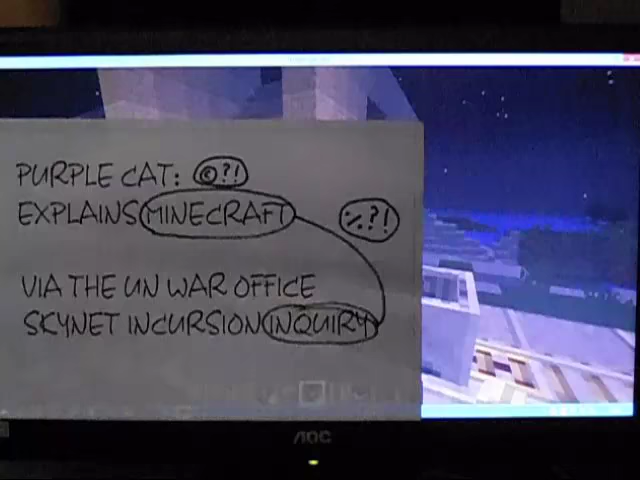 PURPLE CAT: ©?!
EXPLAINS MINECRAFT
%?!
VIA THE UN WAR OFFICE
SKYNET INCURSION INQUIRY
AOC